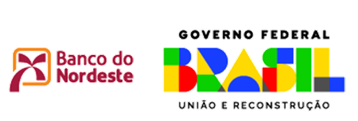 Banco do
Nordeste
GOVERNO FEDERAL
BRASIL
UNIÃO E RECONSTRUÇÃO